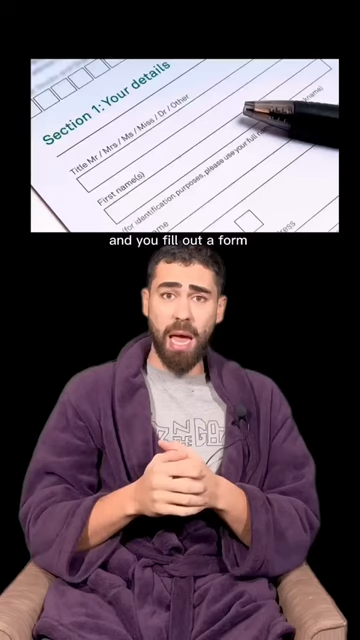 Section 1: Your details
Title Mr / Mrs / Ms / Miss / Dr / Other
First name(s)
for identification purposes, please use your full
and you fill out a form